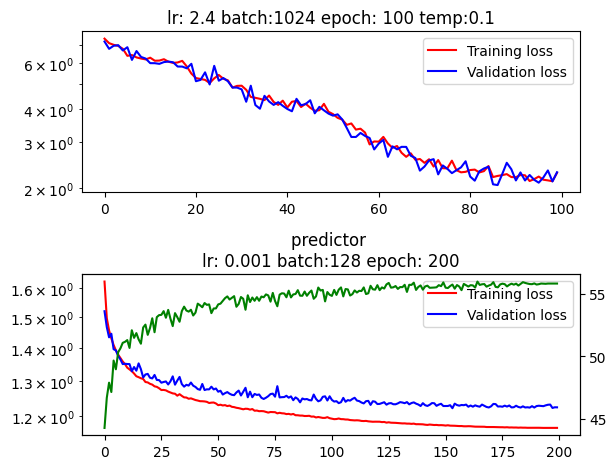 lr: 2.4 batch:1024 epoch: 100 temp:0.1
6 × 10⁰
4 × 10⁰
3 × 10⁰
2 × 10⁰
Training loss
Validation loss
0 20 40 60 80 100
predictor
lr: 0.001 batch:128 epoch: 200
1.6 × 10⁰
1.5 × 10⁰
1.4 × 10⁰
1.3 × 10⁰
1.2 × 10⁰
Training loss
Validation loss
55
50
45
0 25 50 75 100 125 150 175 200